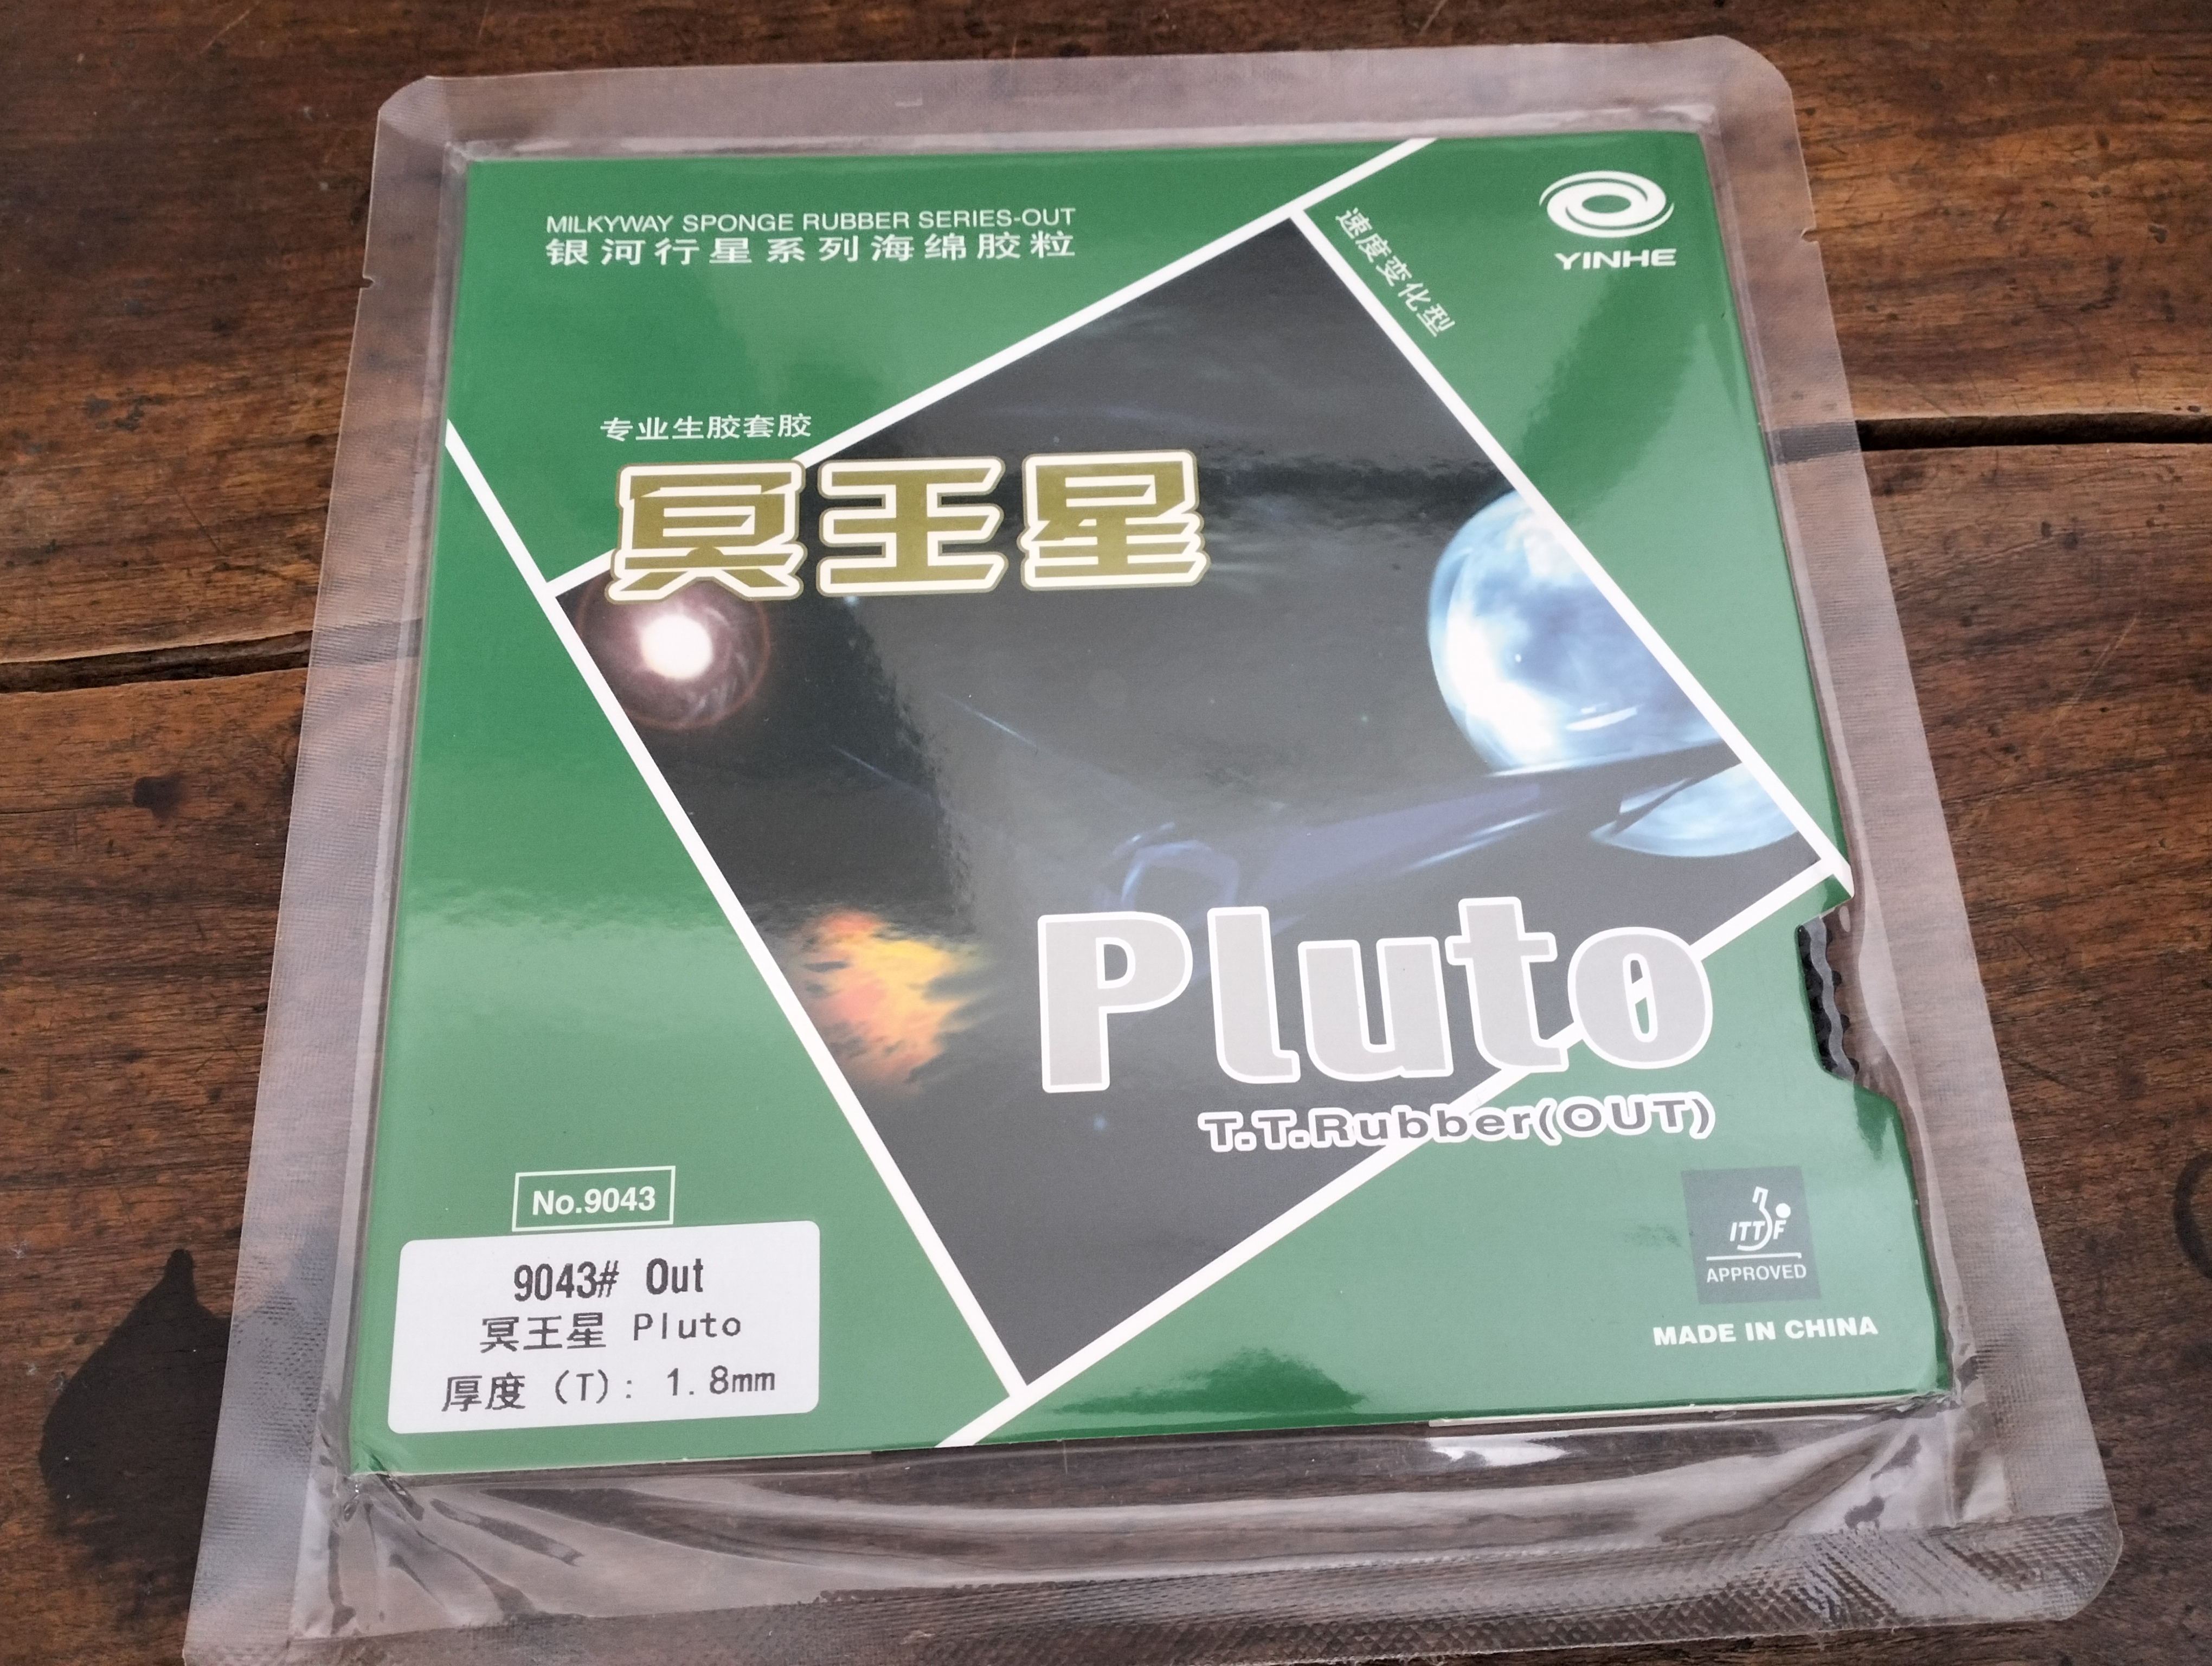 MILKYWAY SPONGE RUBBER SERIES-OUT
银河行星系列海绵胶粒
YINHE
速度变化型
专业生胶套胶
冥王星
Pluto
T.T.Rubber(OUT)
No.9043
9043# Out
冥王星 Pluto
厚度 (T): 1.8mm
ITTF
APPROVED
MADE IN CHINA